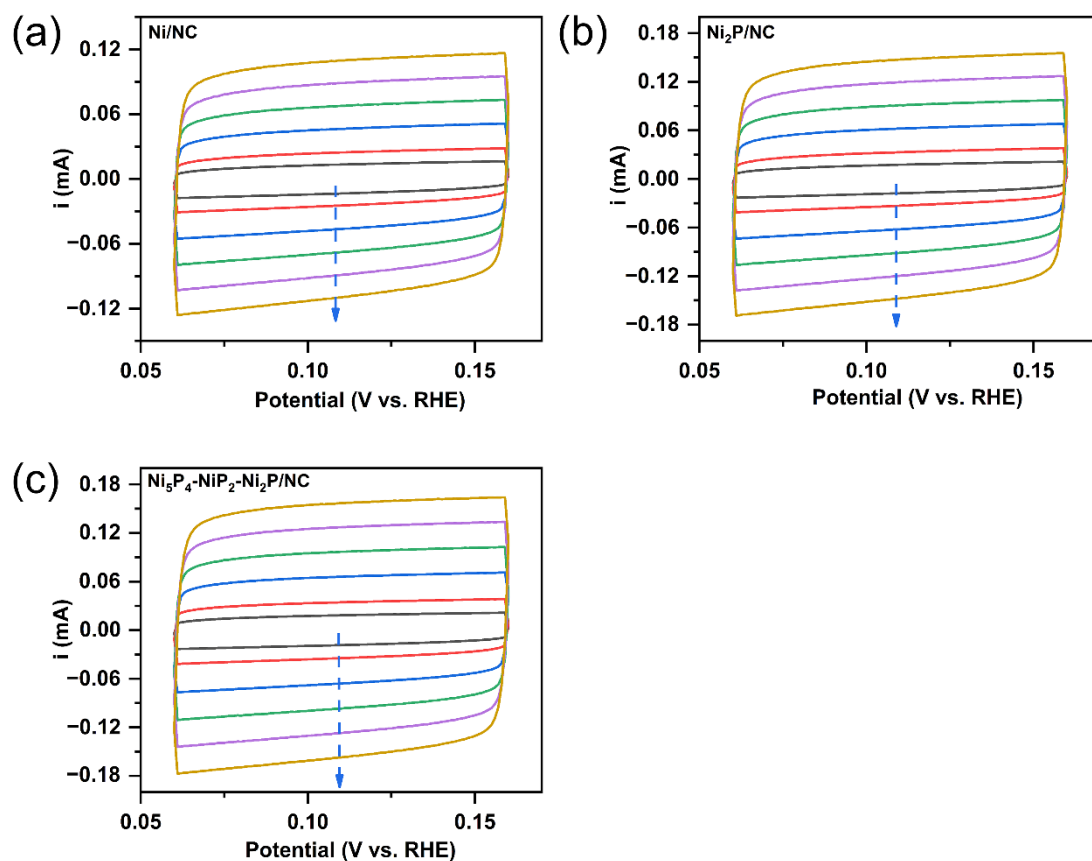 (a)
Ni/NC
0.12
0.06
0.00
−0.06
−0.12
i (mA)
0.05
0.10
0.15
Potential (V vs. RHE)
(b)
Ni₂P/NC
0.18
0.12
0.06
0.00
−0.06
−0.12
−0.18
i (mA)
0.05
0.10
0.15
Potential (V vs. RHE)
(c)
Ni₅P₄-NiP₂-Ni₂P/NC
0.18
0.12
0.06
0.00
−0.06
−0.12
−0.18
i (mA)
0.05
0.10
0.15
Potential (V vs. RHE)